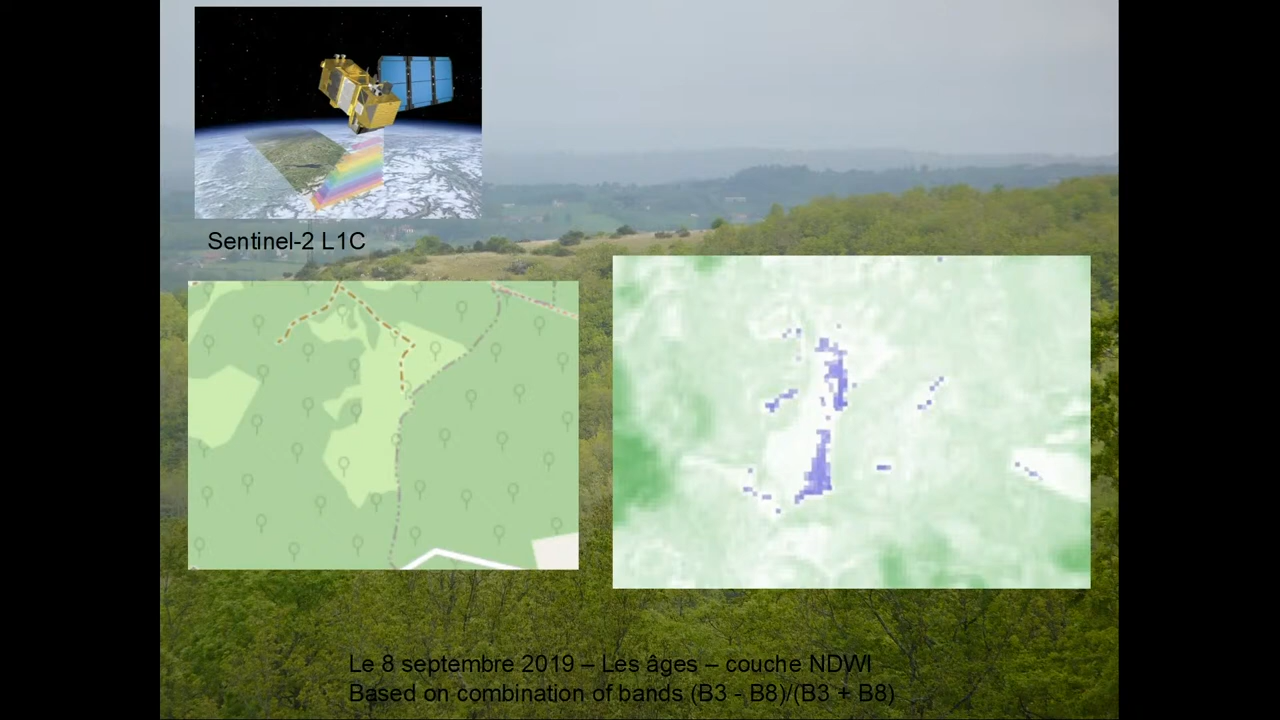 Sentinel-2 L1C
Le 8 septembre 2019 – Les âges – couche NDWI
Based on combination of bands (B3 - B8)/(B3 + B8)